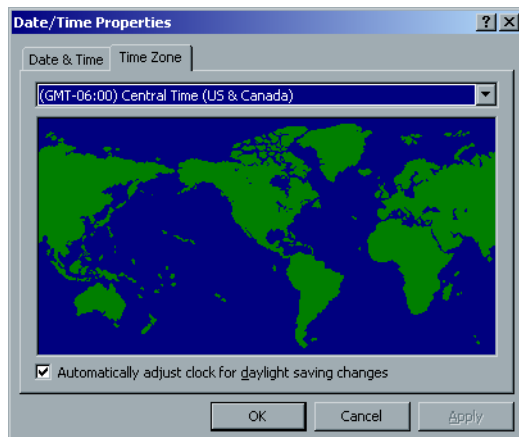 Date/Time Properties
Date & Time
Time Zone
(GMT-06:00) Central Time (US & Canada)
Automatically adjust clock for daylight saving changes
OK
Cancel
Apply